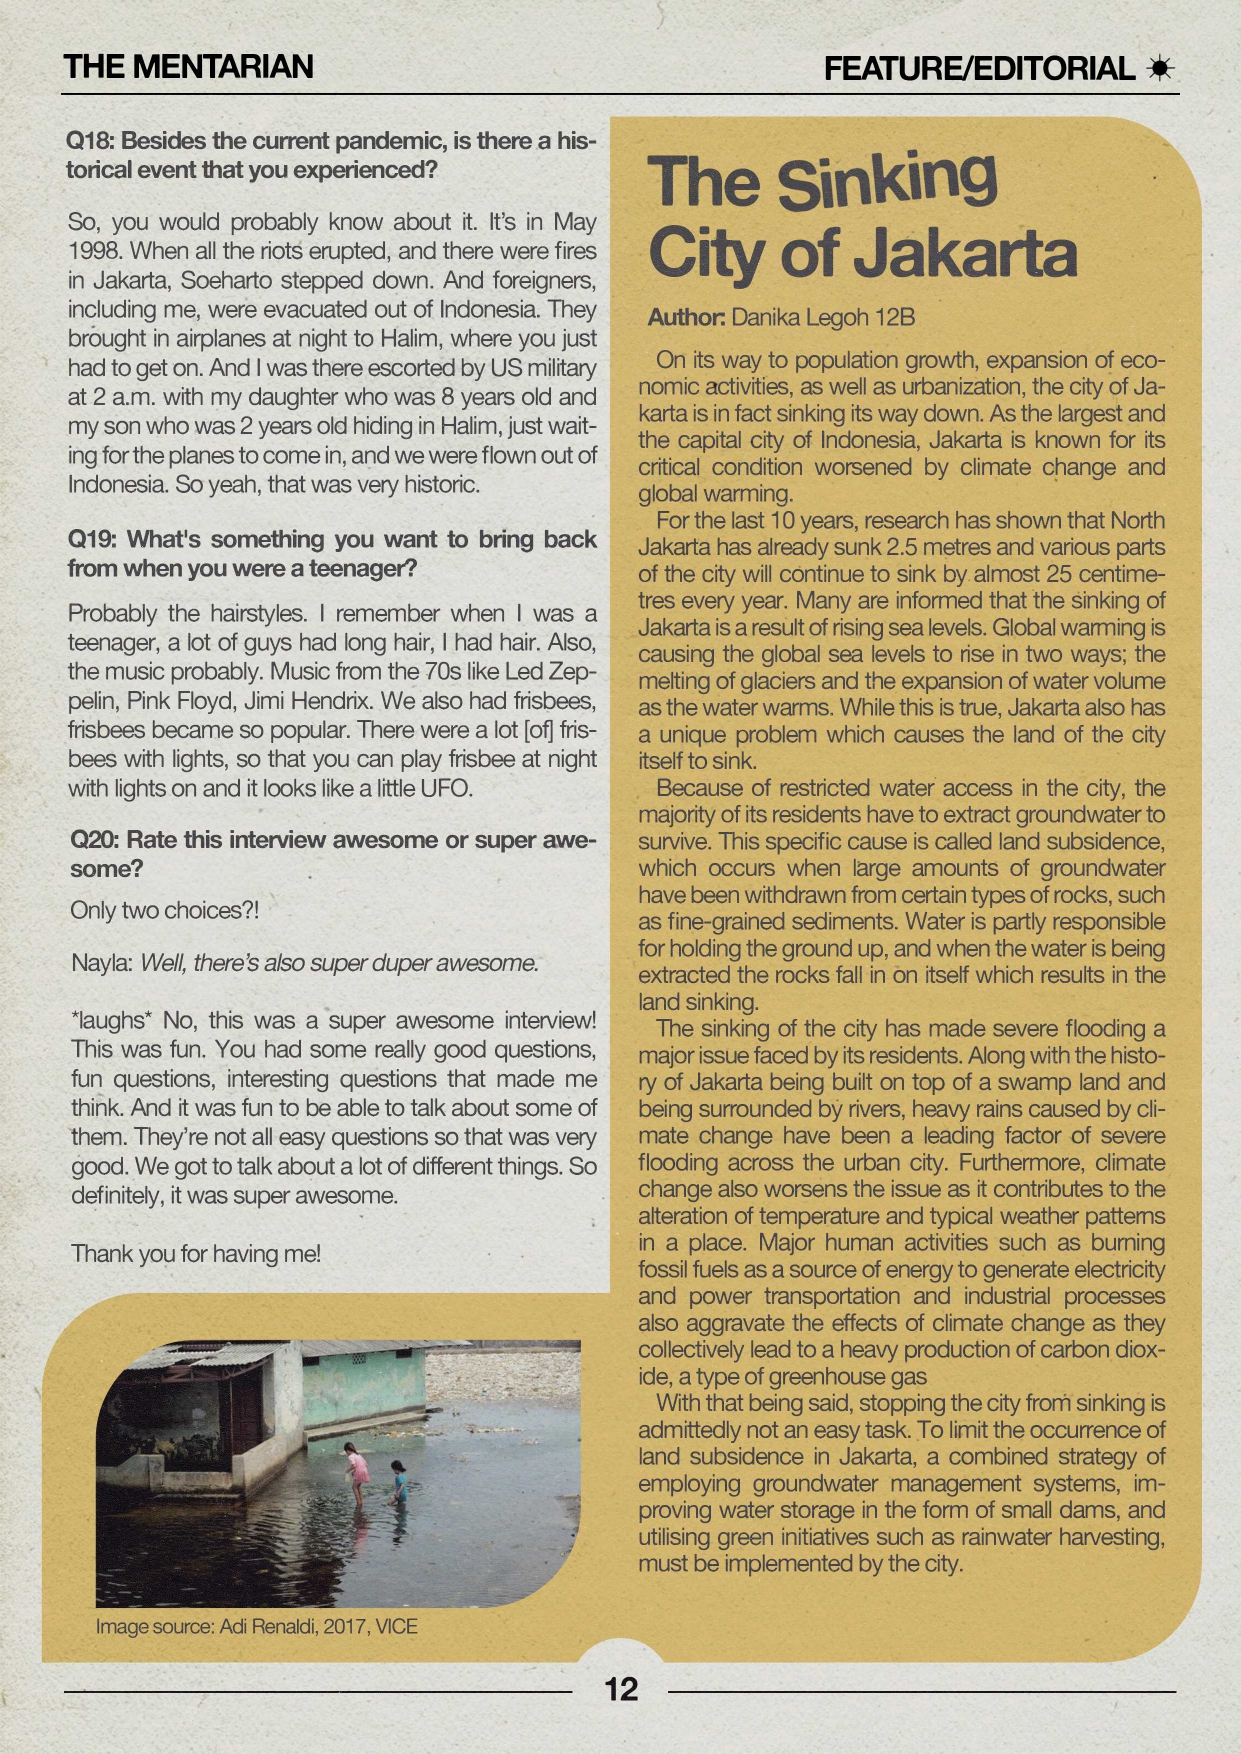 THE MENTARIAN
FEATURE/EDITORIAL
Q18: Besides the current pandemic, is there a his-
torical event that you experienced?
So, you would probably know about it. It's in May
1998. When all the riots erupted, and there were fires
in Jakarta, Soeharto stepped down. And foreigners,
including me, were evacuated out of Indonesia. They
brought in airplanes at night to Halim, where you just
had to get on. And I was there escorted by US military
at 2 a.m. with my daughter who was 8 years old and
my son who was 2 years old hiding in Halim, just wait-
ing for the planes to come in, and we were flown out of
Indonesia. So yeah, that was very historic.
Q19: What's something you want to bring back
from when you were a teenager?
Probably the hairstyles. I remember when I was a
teenager, a lot of guys had long hair, I had hair. Also,
the music probably. Music from the 70s like Led Zep-
pelin, Pink Floyd, Jimi Hendrix. We also had frisbees,
frisbees became so popular. There were a lot [of] fris-
bees with lights, so that you can play frisbee at night
with lights on and it looks like a little UFO.
Q20: Rate this interview awesome or super awe-
some?
Only two choices?!
Nayla: Well, there's also super duper awesome.
*laughs* No, this was a super awesome interview!
This was fun. You had some really good questions,
fun questions, interesting questions that made me
think. And it was fun to be able to talk about some of
them. They're not all easy questions so that was very
good. We got to talk about a lot of different things. So
definitely, it was super awesome.
Thank you for having me!
The Sinking
City of Jakarta
Author: Danika Legoh 12B
On its way to population growth, expansion of eco-
nomic activities, as well as urbanization, the city of Ja-
karta is in fact sinking its way down. As the largest and
the capital city of Indonesia, Jakarta is known for its
critical condition worsened by climate change and
global warming.
For the last 10 years, research has shown that North
Jakarta has already sunk 2.5 metres and various parts
of the city will continue to sink by almost 25 centime-
tres every year. Many are informed that the sinking of
Jakarta is a result of rising sea levels. Global warming is
causing the global sea levels to rise in two ways; the
melting of glaciers and the expansion of water volume
as the water warms. While this is true, Jakarta also has
a unique problem which causes the land of the city
itself to sink.
Because of restricted water access in the city, the
majority of its residents have to extract groundwater to
survive. This specific cause is called land subsidence,
which occurs when large amounts of groundwater
have been withdrawn from certain types of rocks, such
as fine-grained sediments. Water is partly responsible
for holding the ground up, and when the water is being
extracted the rocks fall in on itself which results in the
land sinking.
The sinking of the city has made severe flooding a
major issue faced by its residents. Along with the histo-
ry of Jakarta being built on top of a swamp land and
being surrounded by rivers, heavy rains caused by cli-
mate change have been a leading factor of severe
flooding across the urban city. Furthermore, climate
change also worsens the issue as it contributes to the
alteration of temperature and typical weather patterns
in a place. Major human activities such as burning
fossil fuels as a source of energy to generate electricity
and power transportation and industrial processes
also aggravate the effects of climate change as they
collectively lead to a heavy production of carbon diox-
ide, a type of greenhouse gas
With that being said, stopping the city from sinking is
admittedly not an easy task. To limit the occurrence of
land subsidence in Jakarta, a combined strategy of
employing groundwater management systems, im-
proving water storage in the form of small dams, and
utilising green initiatives such as rainwater harvesting,
must be implemented by the city.
Image source: Adi Renaldi, 2017, VICE
12